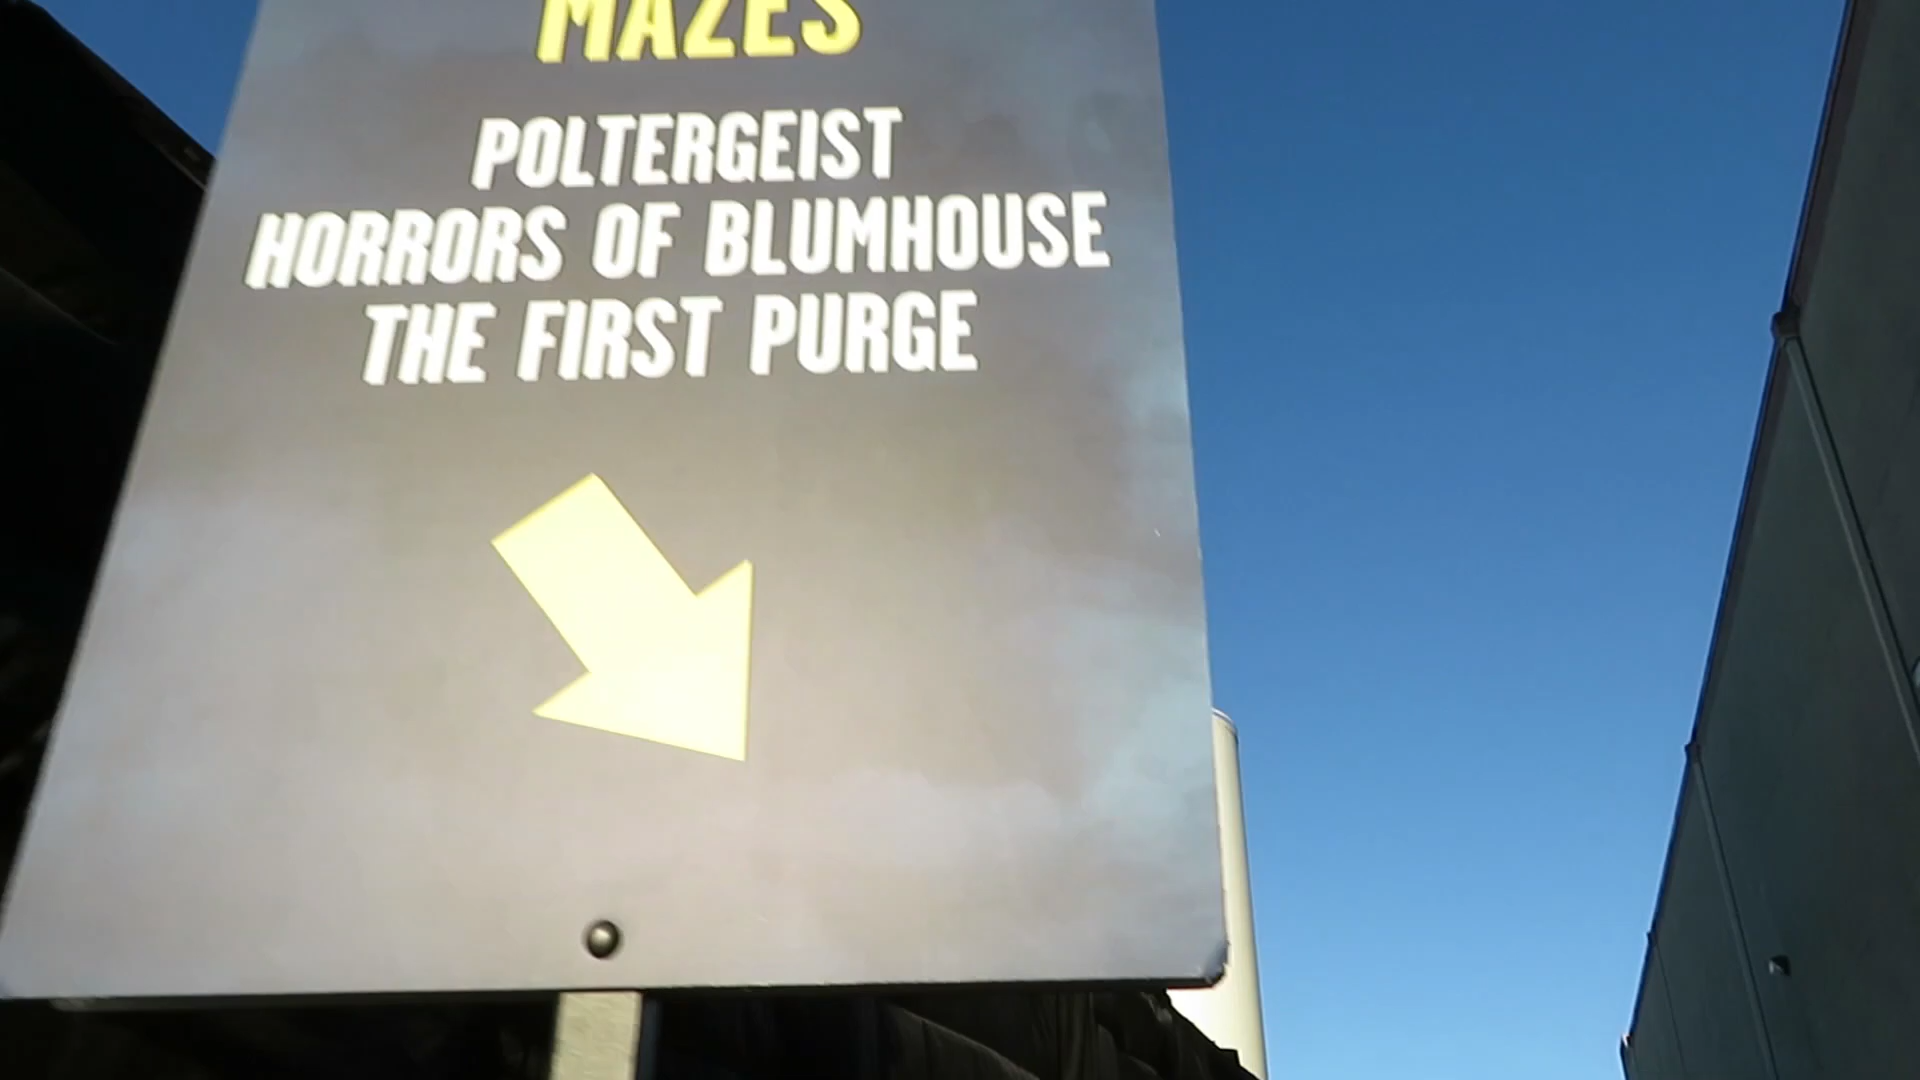 MAZES
POLTERGEIST
HORRORS OF BLUMHOUSE
THE FIRST PURGE